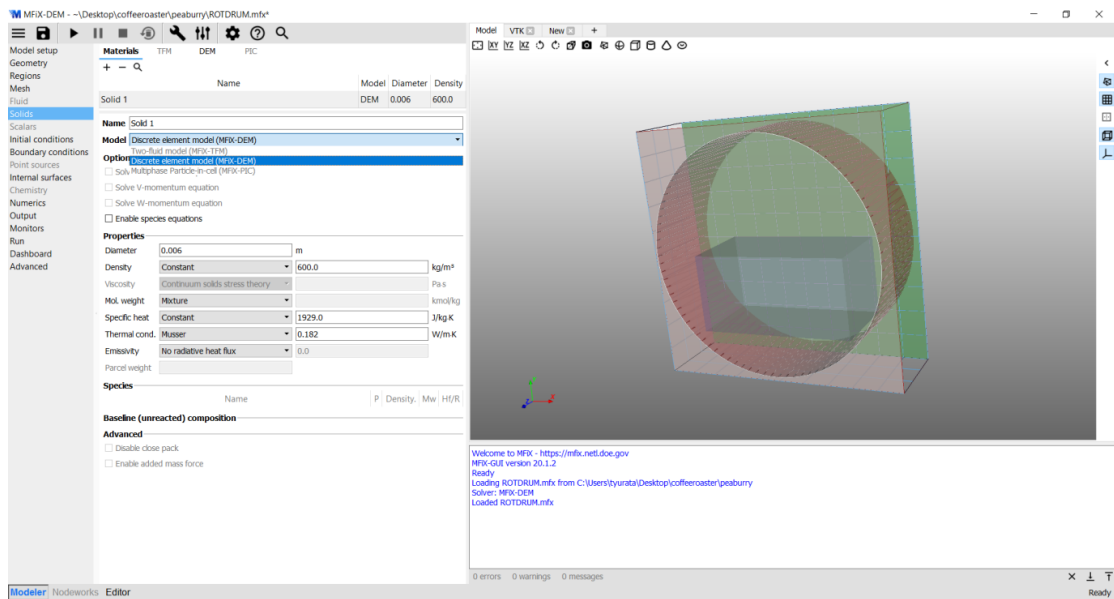 MFiX-DEM - ~\Desktop\coffeeroaster\peaburry\ROTDRUM.mfx*
Model setup
Geometry
Regions
Mesh
Fluid
Solids
Scalars
Initial conditions
Boundary conditions
Point sources
Internal surfaces
Chemistry
Numerics
Output
Monitors
Run
Dashboard
Advanced
Materials TFM DEM PIC
Name Model Diameter Density
Solid 1 DEM 0.006 600.0
Name Solid 1
Model Discrete element model (MFiX-DEM)
Two-fluid model (MFiX-TFM)
Discrete element model (MFiX-DEM)
Multiphase Particle-in-cell (MFiX-PIC)
Solve V-momentum equation
Solve W-momentum equation
Enable species equations
Properties
Diameter 0.006 m
Density Constant 600.0 kg/m³
Viscosity Continuum solids stress theory Pa s
Mol. weight Mixture kmol/kg
Specific heat Constant 1929.0 J/kg·K
Thermal cond. Musser 0.182 W/m·K
Emissivity No radiative heat flux 0.0
Parcel weight
Species
Name P Density. Mw Hf/R
Baseline (unreacted) composition
Advanced
Disable close pack
Enable added mass force
Model VTK New +
XY YZ XZ
Y X Z
Welcome to MFiX - https://mfix.netl.doe.gov
MFiX-GUI version 20.1.2
Ready
Loading ROTDRUM.mfx from C:\Users\tyurata\Desktop\coffeeroaster\peaburry
Solver: MFiX-DEM
Loaded ROTDRUM.mfx
0 errors 0 warnings 0 messages
Modeler Nodeworks Editor
Ready